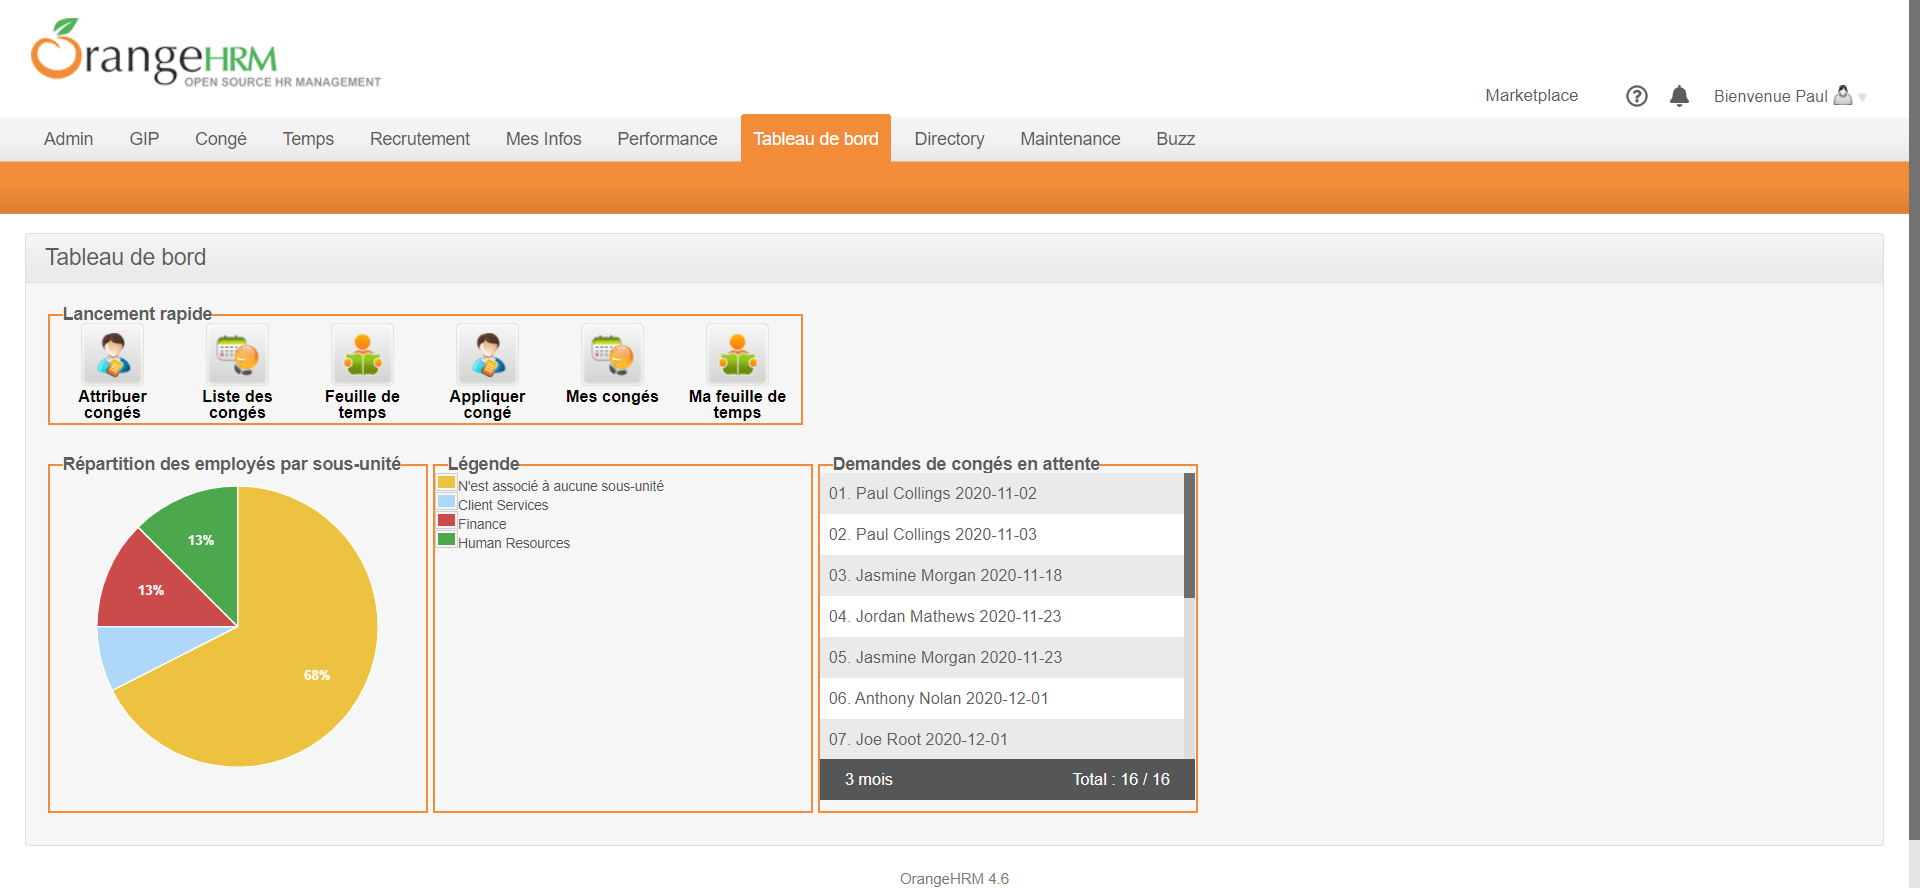 OrangeHRM
OPEN SOURCE HR MANAGEMENT
Marketplace
Bienvenue Paul
Admin GIP Congé Temps Recrutement Mes Infos Performance Tableau de bord Directory Maintenance Buzz
Tableau de bord
Lancement rapide
Attribuer congés
Liste des congés
Feuille de temps
Appliquer congé
Mes congés
Ma feuille de temps
Répartition des employés par sous-unité
13%
13%
68%
Légende
N'est associé à aucune sous-unité
Client Services
Finance
Human Resources
Demandes de congés en attente
01. Paul Collings 2020-11-02
02. Paul Collings 2020-11-03
03. Jasmine Morgan 2020-11-18
04. Jordan Mathews 2020-11-23
05. Jasmine Morgan 2020-11-23
06. Anthony Nolan 2020-12-01
07. Joe Root 2020-12-01
3 mois Total : 16 / 16
OrangeHRM 4.6